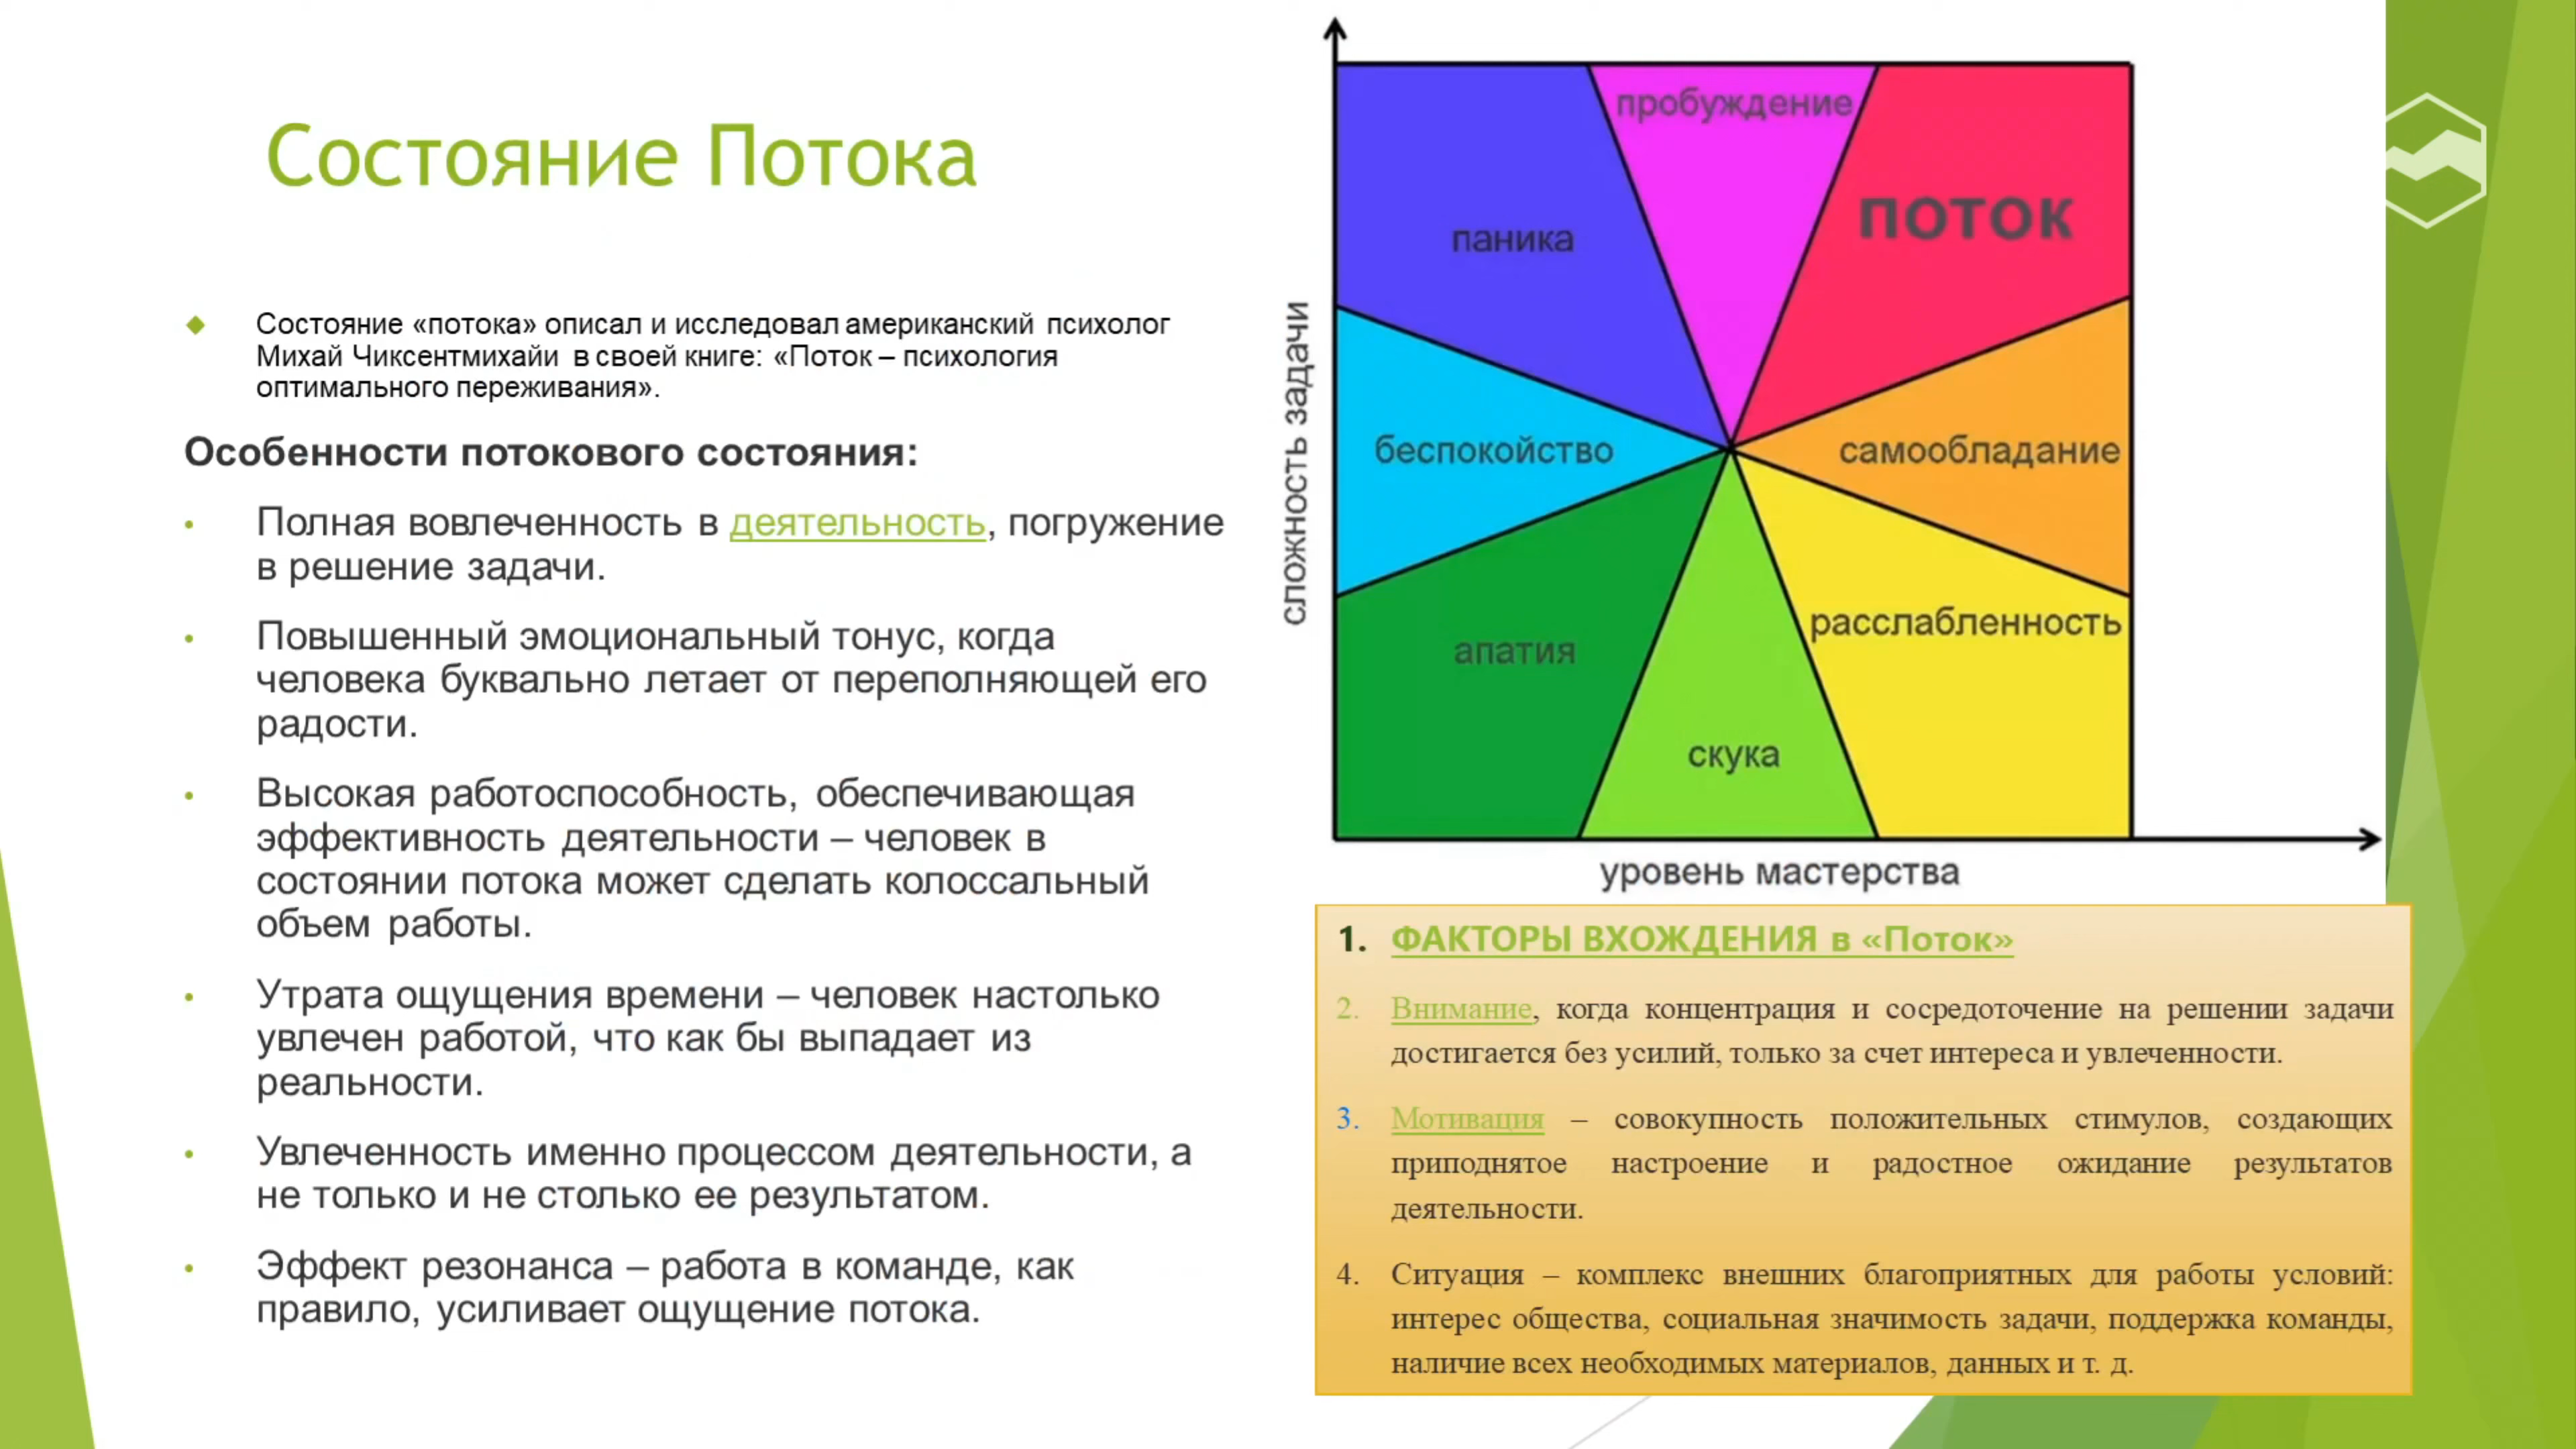 Состояние Потока
Состояние «потока» описал и исследовал американский психолог
Михай Чиксентмихайи в своей книге: «Поток – психология
оптимального переживания».
Особенности потокового состояния:
Полная вовлеченность в деятельность, погружение
в решение задачи.
Повышенный эмоциональный тонус, когда
человека буквально летает от переполняющей его
радости.
Высокая работоспособность, обеспечивающая
эффективность деятельности – человек в
состоянии потока может сделать колоссальный
объем работы.
Утрата ощущения времени – человек настолько
увлечен работой, что как бы выпадает из
реальности.
Увлеченность именно процессом деятельности, а
не только и не столько ее результатом.
Эффект резонанса – работа в команде, как
правило, усиливает ощущение потока.
сложность задачи
пробуждение
поток
паника
беспокойство
самообладание
расслабленность
апатия
скука
уровень мастерства
1. ФАКТОРЫ ВХОЖДЕНИЯ в «Поток»
2. Внимание, когда концентрация и сосредоточение на решении задачи
достигается без усилий, только за счет интереса и увлеченности.
3. Мотивация – совокупность положительных стимулов, создающих
приподнятое настроение и радостное ожидание результатов
деятельности.
4. Ситуация – комплекс внешних благоприятных для работы условий:
интерес общества, социальная значимость задачи, поддержка команды,
наличие всех необходимых материалов, данных и т. д.